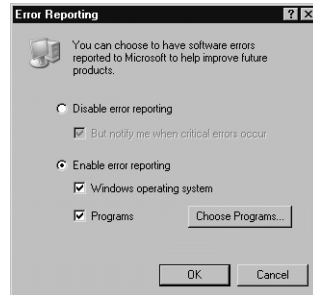 Error Reporting
You can choose to have software errors
reported to Microsoft to help improve future
products.
Disable error reporting
But notify me when critical errors occur
Enable error reporting
Windows operating system
Programs
Choose Programs...
OK
Cancel